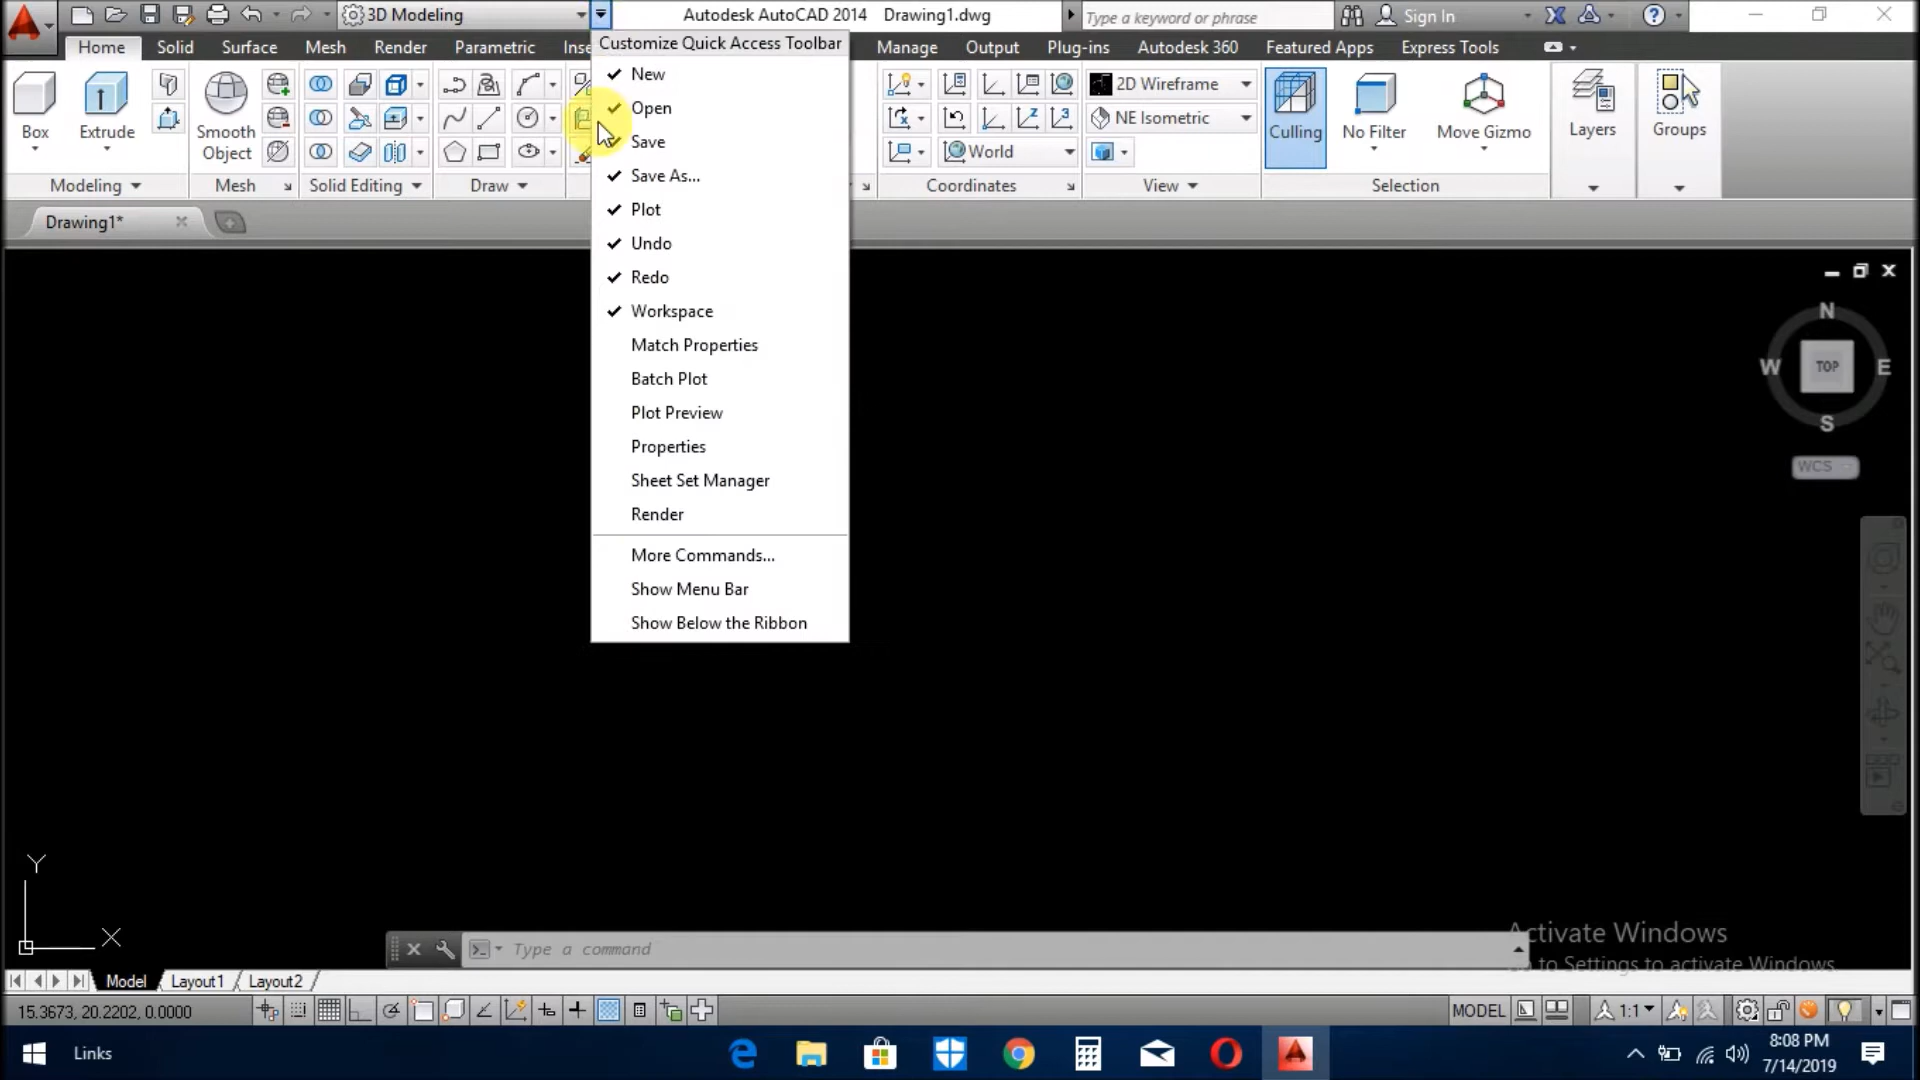 3D Modeling
Autodesk AutoCAD 2014 Drawing1.dwg
Type a keyword or phrase
Sign In
Home Solid Surface Mesh Render Parametric Inse
Manage Output Plug-ins Autodesk 360 Featured Apps Express Tools
Customize Quick Access Toolbar
New
Open
Save
Save As...
Plot
Undo
Redo
Workspace
Match Properties
Batch Plot
Plot Preview
Properties
Sheet Set Manager
Render
More Commands...
Show Menu Bar
Show Below the Ribbon
Box
Extrude
Smooth
Object
2D Wireframe
NE Isometric
World
Culling
No Filter
Move Gizmo
Layers
Groups
Modeling
Mesh
Solid Editing
Draw
Coordinates
View
Selection
Drawing1*
N
W
TOP
E
S
WCS
Y
X
Type a command
Activate Windows
to Settings to activate Windows.
Model Layout1 Layout2
15.3673, 20.2202, 0.0000
MODEL
1:1
Links
8:08 PM
7/14/2019